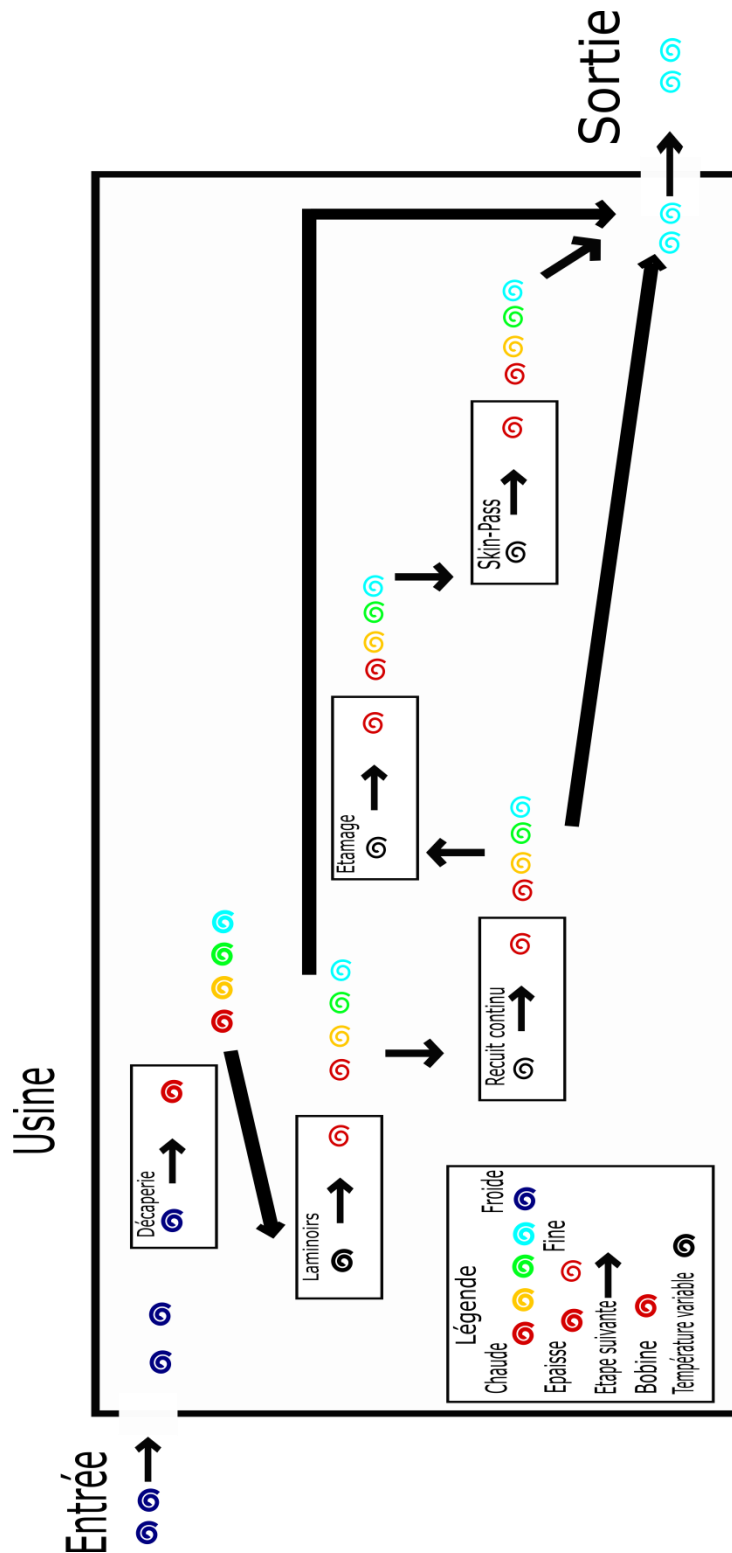 Usine
Entrée
Sortie
Décaperie
Laminoirs
Recuit continu
Etamage
Skin-Pass
Légende
Chaude
Froide
Epaisse
Fine
Etape suivante
Bobine
Température variable